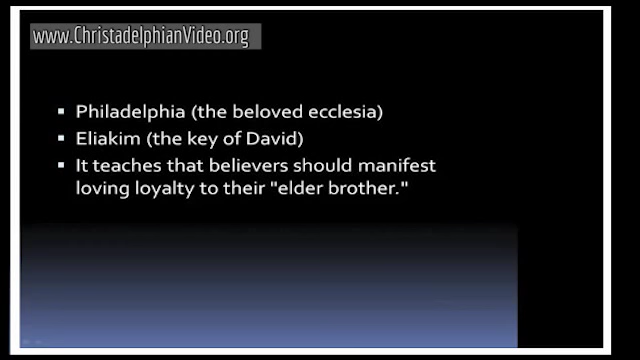 www.ChristadelphianVideo.org
▪ Philadelphia (the beloved ecclesia)
▪ Eliakim (the key of David)
▪ It teaches that believers should manifest
loving loyalty to their "elder brother."